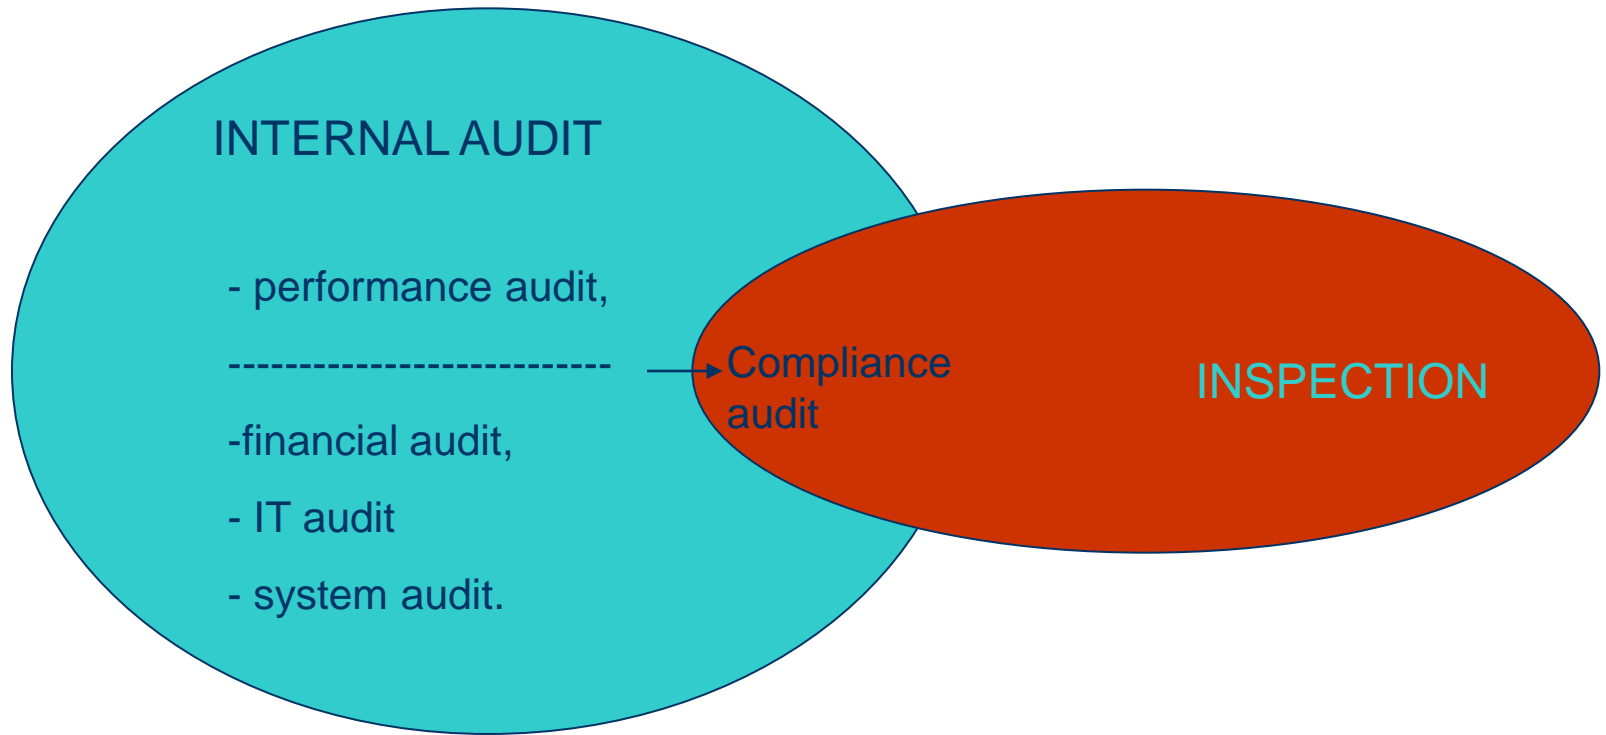 INTERNAL AUDIT
- performance audit,
---------------------------
Compliance
audit
INSPECTION
-financial audit,
- IT audit
- system audit.